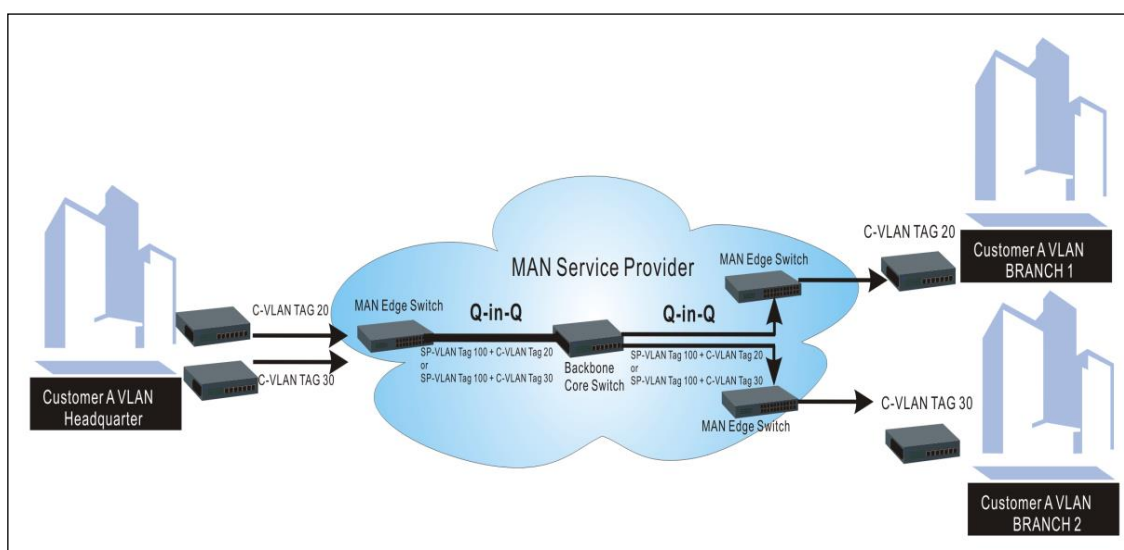 MAN Service Provider
C-VLAN TAG 20
C-VLAN TAG 30
Customer A VLAN
Headquarter
MAN Edge Switch
Q-in-Q
SP-VLAN Tag 100 + C-VLAN Tag 20
or
SP-VLAN Tag 100 + C-VLAN Tag 30
Backbone
Core Switch
Q-in-Q
SP-VLAN Tag 100 + C-VLAN Tag 20
or
SP-VLAN Tag 100 + C-VLAN Tag 30
MAN Edge Switch
MAN Edge Switch
C-VLAN TAG 20
Customer A VLAN
BRANCH 1
C-VLAN TAG 30
Customer A VLAN
BRANCH 2